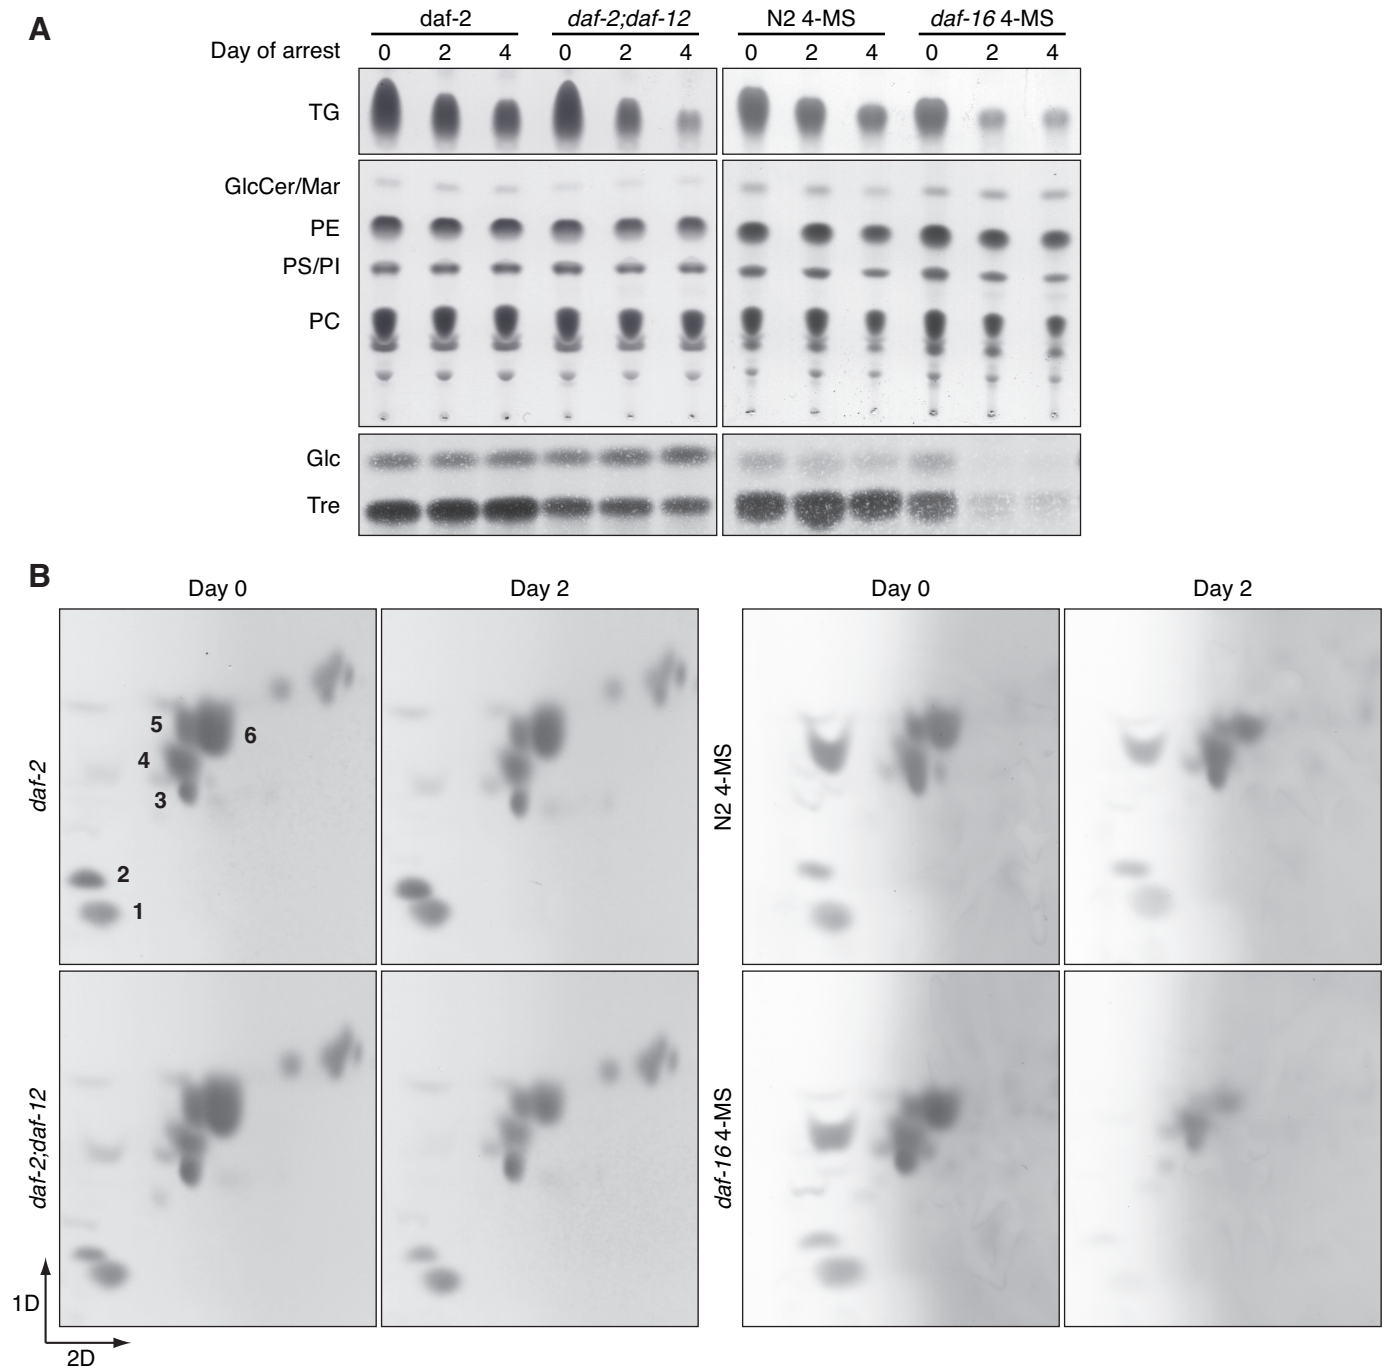 A
daf-2 daf-2;daf-12 N2 4-MS daf-16 4-MS
Day of arrest 0 2 4 0 2 4 0 2 4 0 2 4
TG
GlcCer/Mar
PE
PS/PI
PC
Glc
Tre
B
Day 0 Day 2 Day 0 Day 2
daf-2
5
6
4
3
2
1
N2 4-MS
daf-2;daf-12
daf-16 4-MS
1D
2D